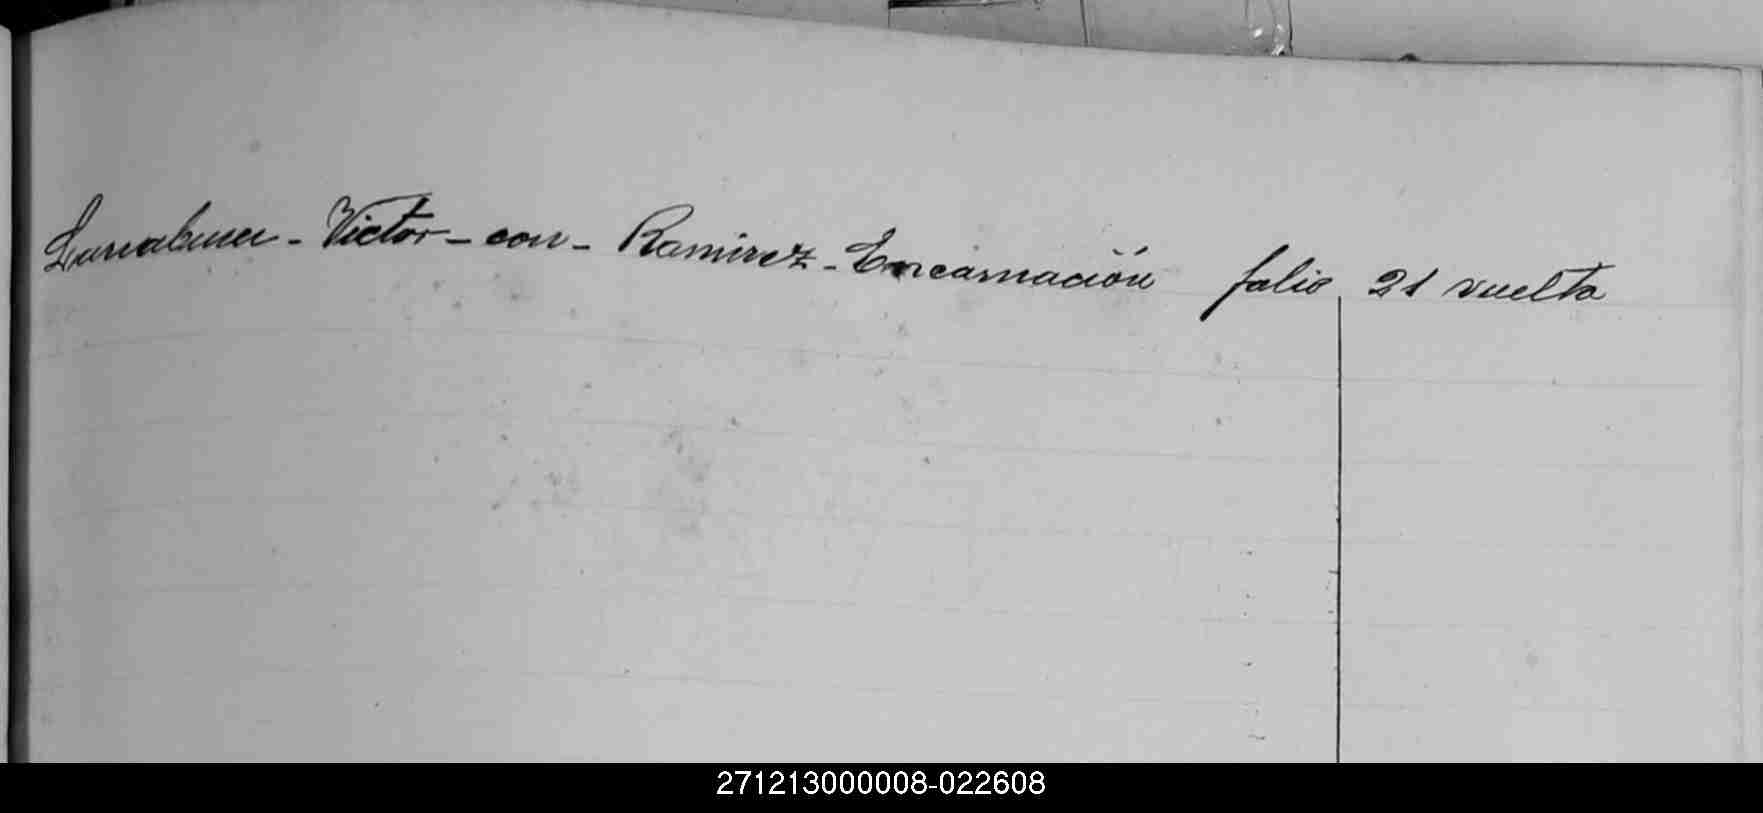 Victor - con - Ramirez - Encarnación folio 21 vuelta
271213000008-022608